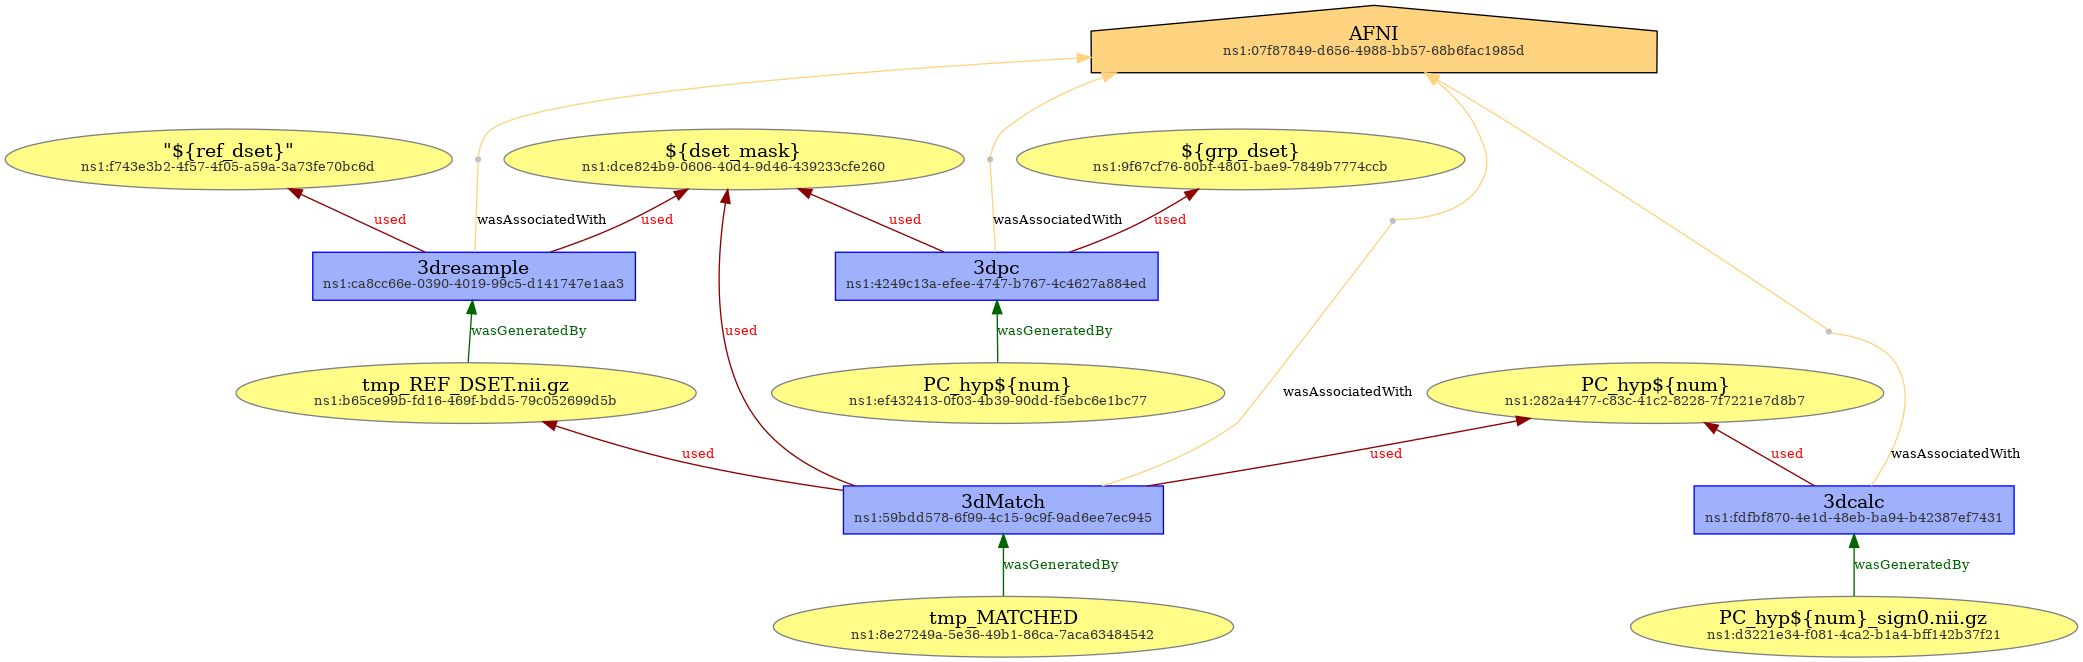 AFNI
ns1:07f87849-d656-4988-bb57-68b6fac1985d
"${ref_dset}"
ns1:f743e3b2-4f57-4f05-a59a-3a73fe70bc6d
${dset_mask}
ns1:dce824b9-0606-40d4-9d46-439233cfe260
${grp_dset}
ns1:9f67cf76-80bf-4801-bae9-7849b7774ccb
used
wasAssociatedWith
used
used
wasAssociatedWith
used
3dresample
ns1:ca8cc66e-0390-4019-99c5-d141747e1aa3
3dpc
ns1:4249c13a-efee-4747-b767-4c4627a884ed
wasGeneratedBy
used
wasGeneratedBy
tmp_REF_DSET.nii.gz
ns1:b65ce99b-fd16-469f-bdd5-79c052699d5b
PC_hyp${num}
ns1:ef432413-0f03-4b39-90dd-f5ebc6e1bc77
wasAssociatedWith
PC_hyp${num}
ns1:282a4477-c83c-41c2-8228-7f7221e7d8b7
used
used
used
wasAssociatedWith
3dMatch
ns1:59bdd578-6f99-4c15-9c9f-9ad6ee7ec945
3dcalc
ns1:fdfbf870-4e1d-48eb-ba94-b42387ef7431
wasGeneratedBy
wasGeneratedBy
tmp_MATCHED
ns1:8e27249a-5e36-49b1-86ca-7aca63484542
PC_hyp${num}_sign0.nii.gz
ns1:d3221e34-f081-4ca2-b1a4-bff142b37f21